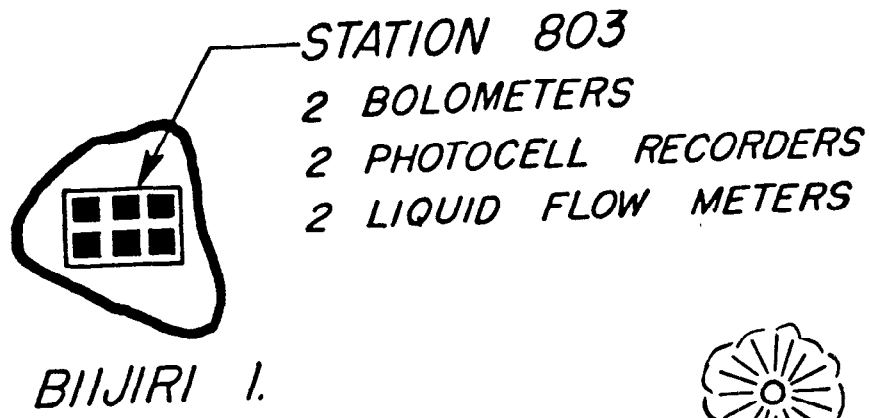 STATION 803
2 BOLOMETERS
2 PHOTOCELL RECORDERS
2 LIQUID FLOW METERS
BIIJIRI I.